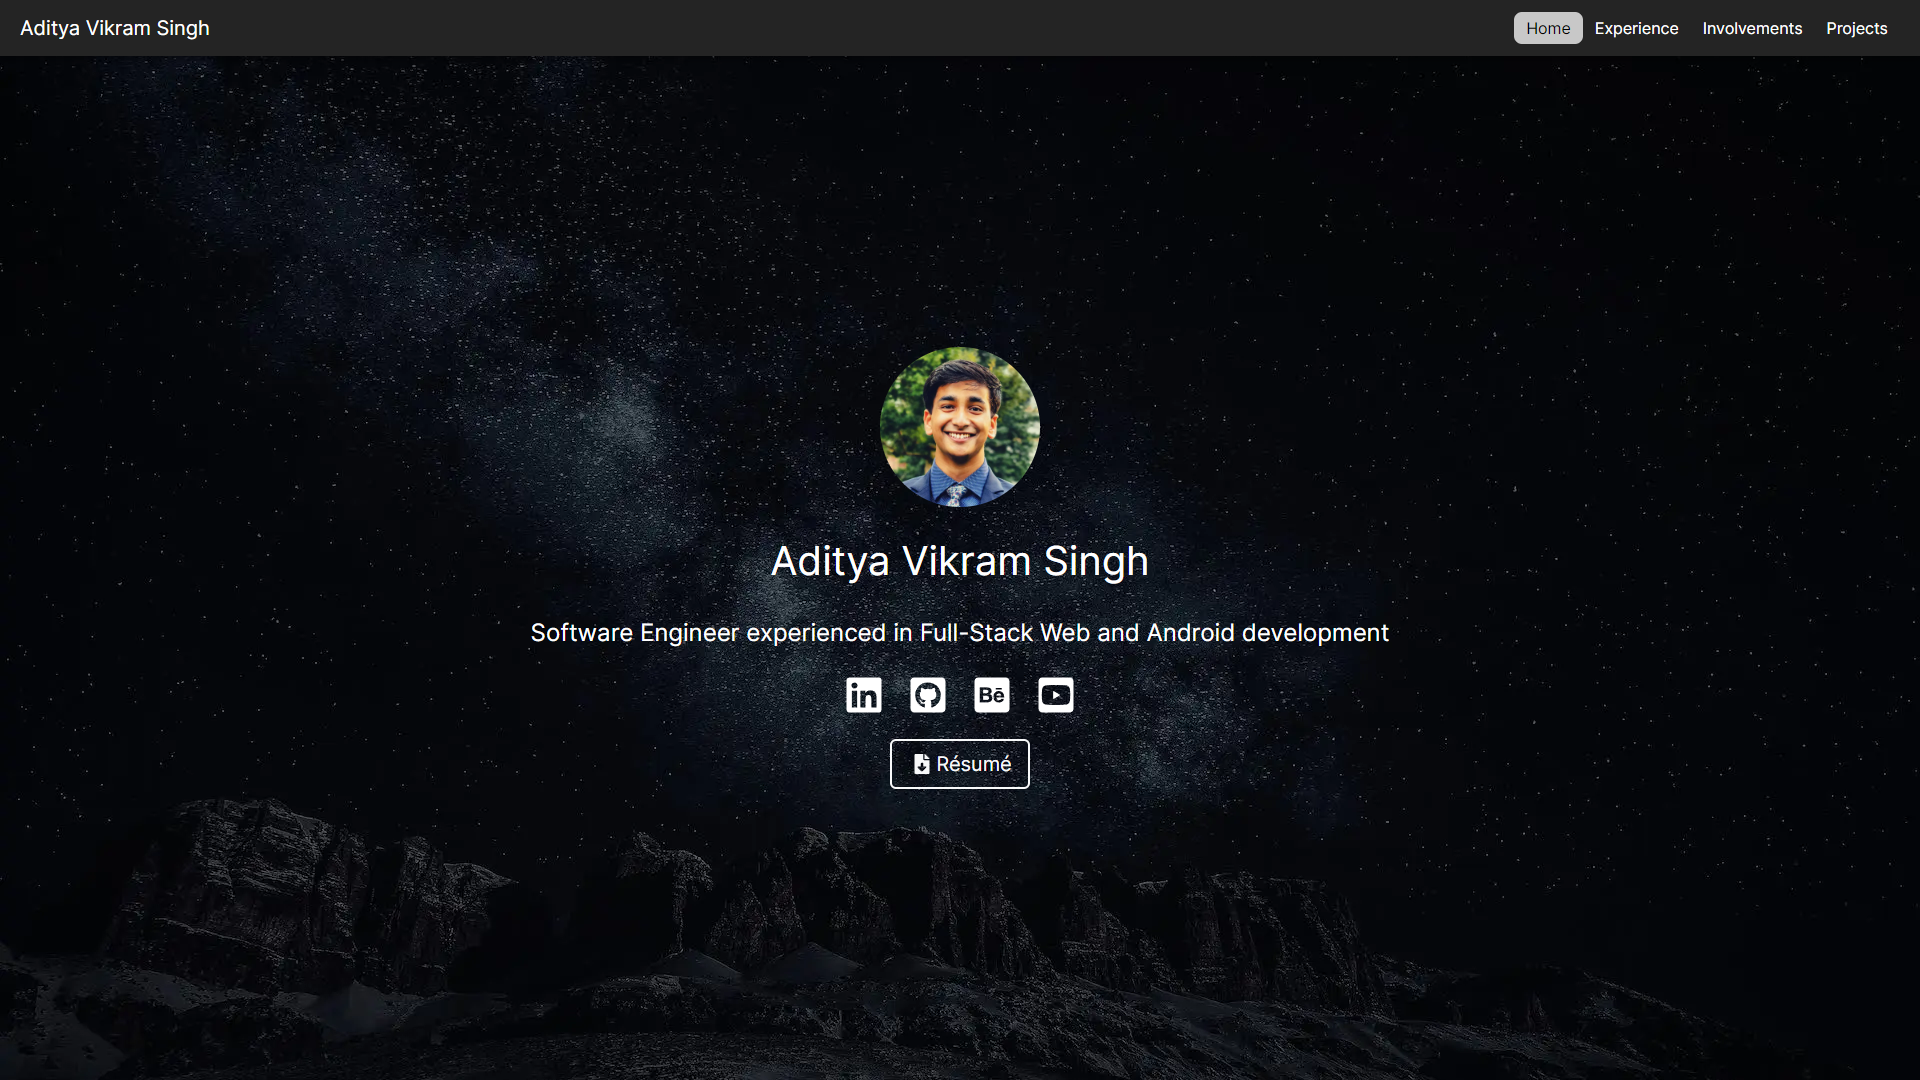 Aditya Vikram Singh
Home Experience Involvements Projects
Aditya Vikram Singh
Software Engineer experienced in Full-Stack Web and Android development
in Bē
Résumé